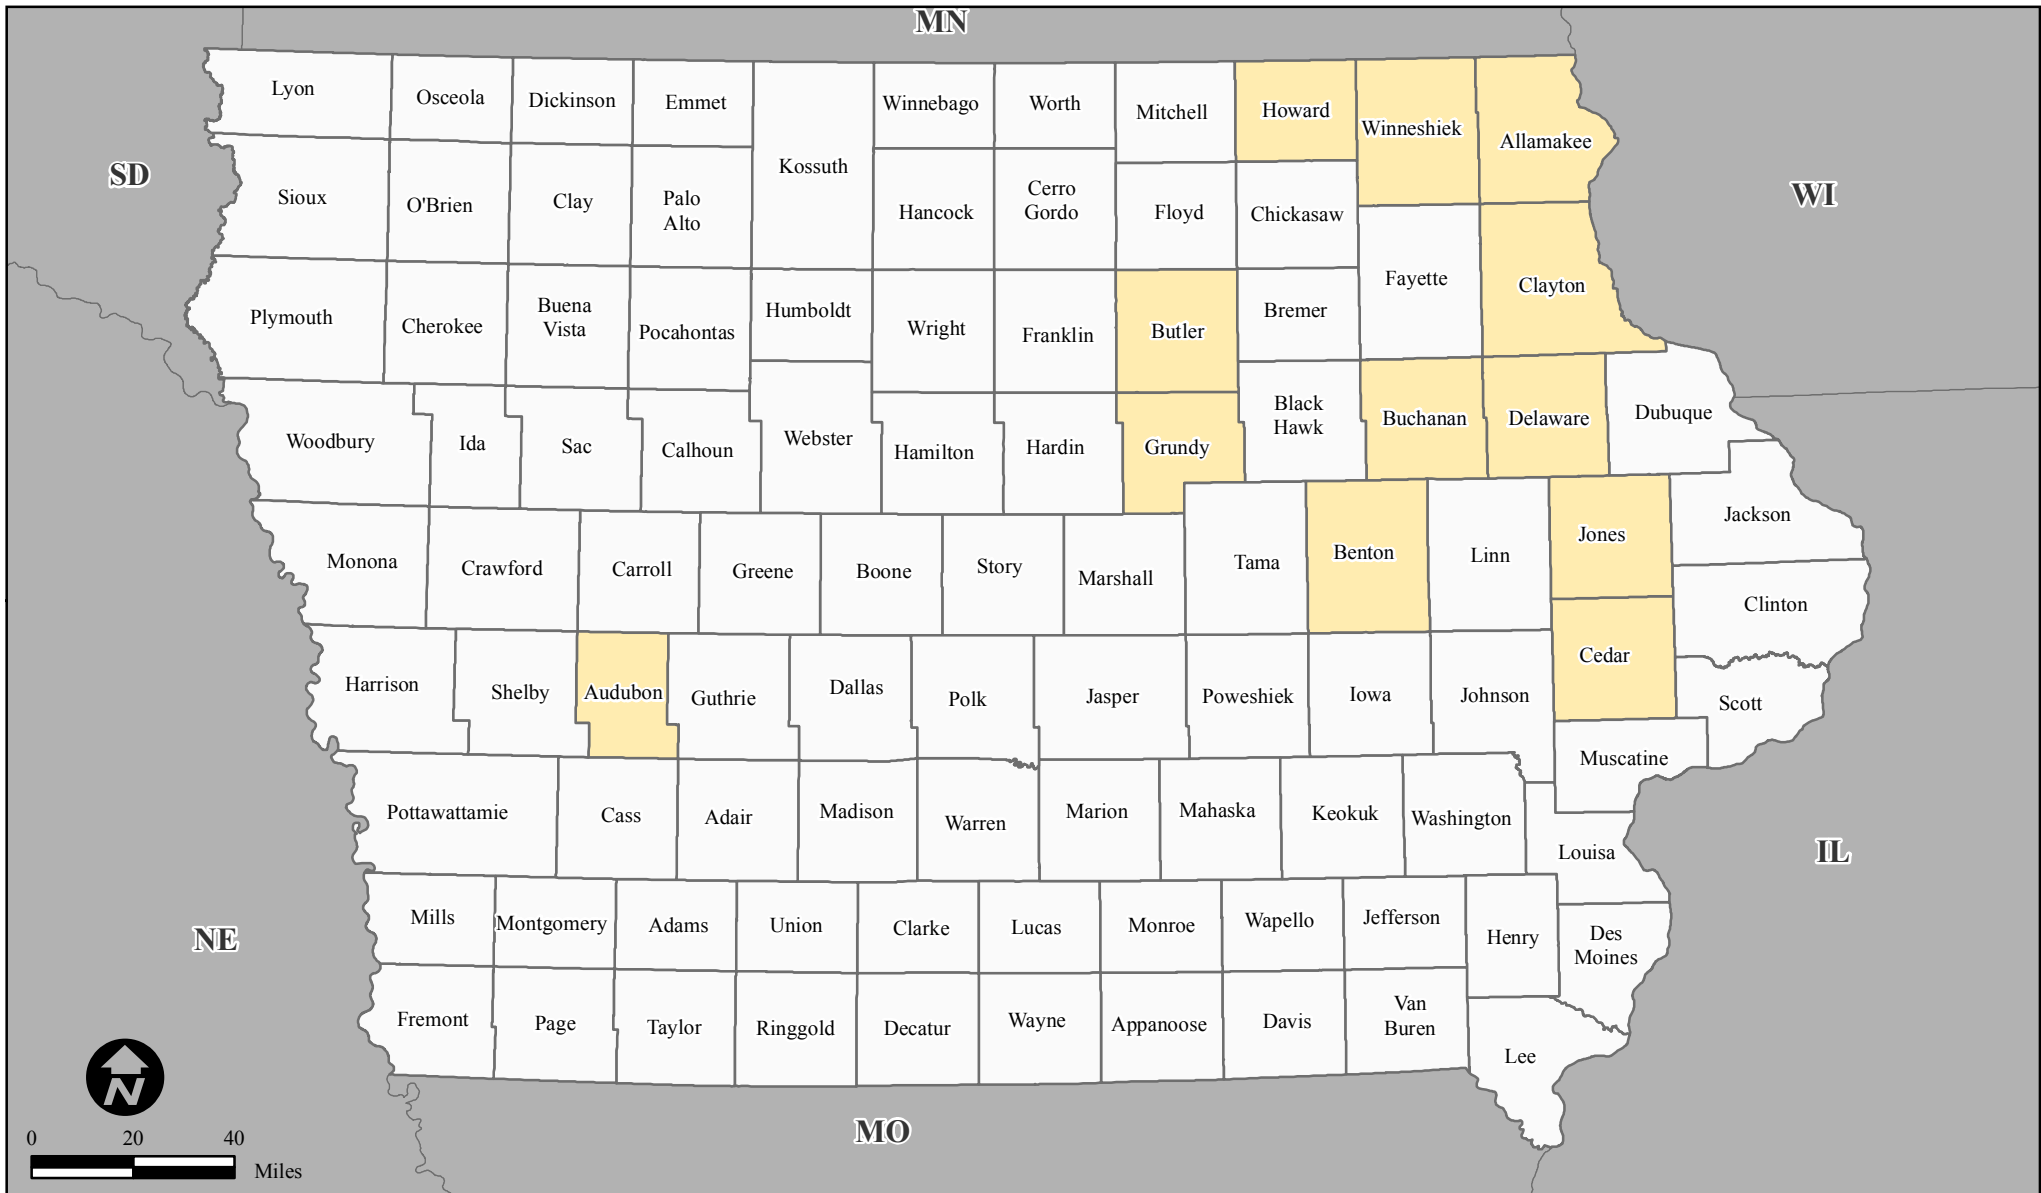 MN
Lyon
Osceola
Dickinson
Emmet
Kossuth
Winnebago
Worth
Mitchell
Howard
Winneshiek
Allamakee
SD
WI
Sioux
O'Brien
Clay
Palo
Alto
Hancock
Cerro
Gordo
Floyd
Chickasaw
Fayette
Clayton
Plymouth
Cherokee
Buena
Vista
Pocahontas
Humboldt
Wright
Franklin
Butler
Bremer
Woodbury
Ida
Sac
Calhoun
Webster
Hamilton
Hardin
Grundy
Black
Hawk
Buchanan
Delaware
Dubuque
Monona
Crawford
Carroll
Greene
Boone
Story
Marshall
Tama
Benton
Linn
Jones
Jackson
Clinton
Harrison
Shelby
Audubon
Guthrie
Dallas
Polk
Jasper
Poweshiek
Iowa
Johnson
Cedar
Scott
Muscatine
Pottawattamie
Cass
Adair
Madison
Warren
Marion
Mahaska
Keokuk
Washington
Louisa
IL
NE
Mills
Montgomery
Adams
Union
Clarke
Lucas
Monroe
Wapello
Jefferson
Henry
Des
Moines
Fremont
Page
Taylor
Ringgold
Decatur
Wayne
Appanoose
Davis
Van
Buren
Lee
N
MO
0 20 40
Miles